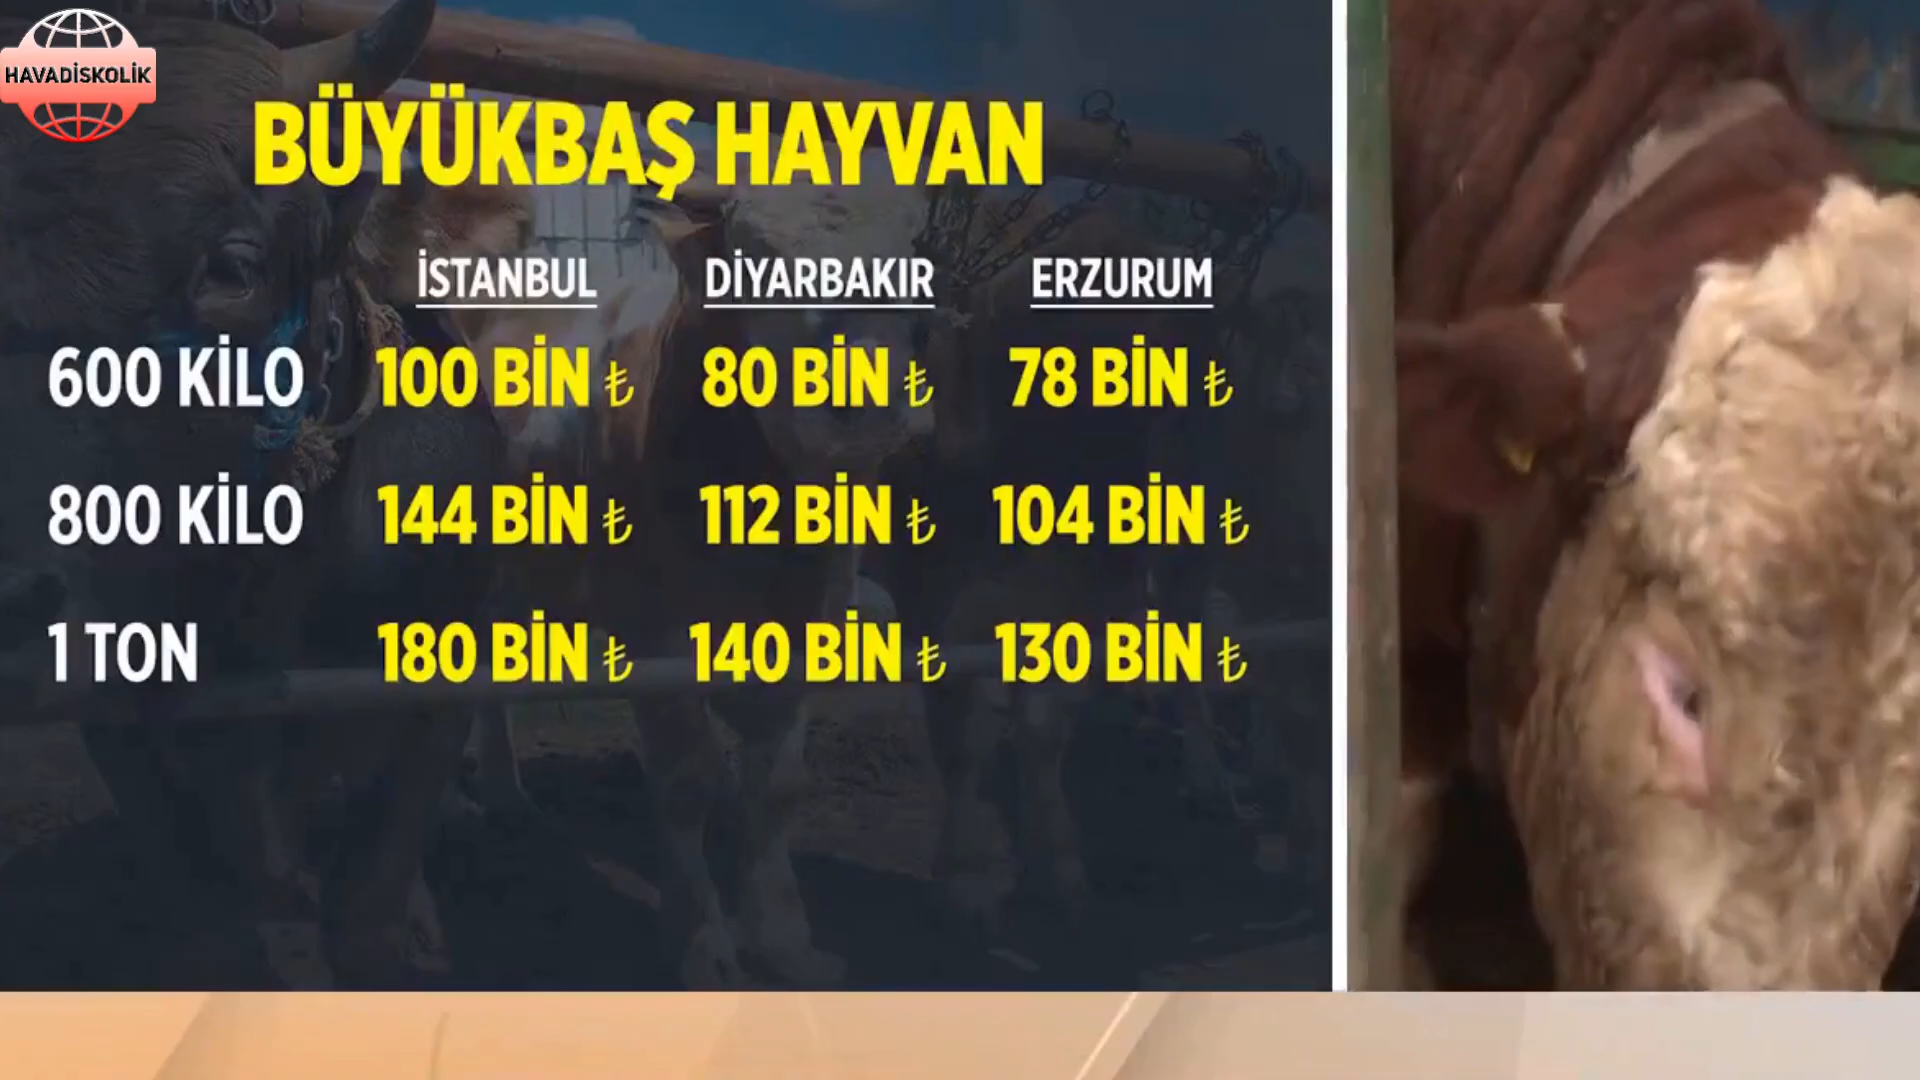 HAVADİSKOLİK
BÜYÜKBAŞ HAYVAN
İSTANBUL DİYARBAKIR ERZURUM
600 KİLO 100 BİN ₺ 80 BİN ₺ 78 BİN ₺
800 KİLO 144 BİN ₺ 112 BİN ₺ 104 BİN ₺
1 TON 180 BİN ₺ 140 BİN ₺ 130 BİN ₺